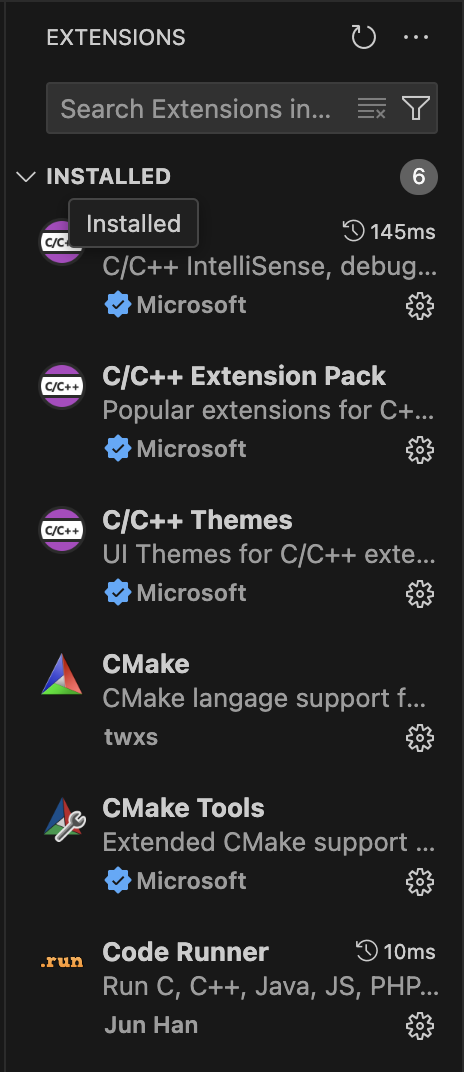 EXTENSIONS
Search Extensions in...
INSTALLED 6
Installed
145ms
C/C++ IntelliSense, debug...
Microsoft
C/C++
C/C++ Extension Pack
Popular extensions for C+...
Microsoft
C/C++
C/C++ Themes
UI Themes for C/C++ exte...
Microsoft
CMake
CMake langage support f...
twxs
CMake Tools
Extended CMake support ...
Microsoft
.run
Code Runner 10ms
Run C, C++, Java, JS, PHP...
Jun Han